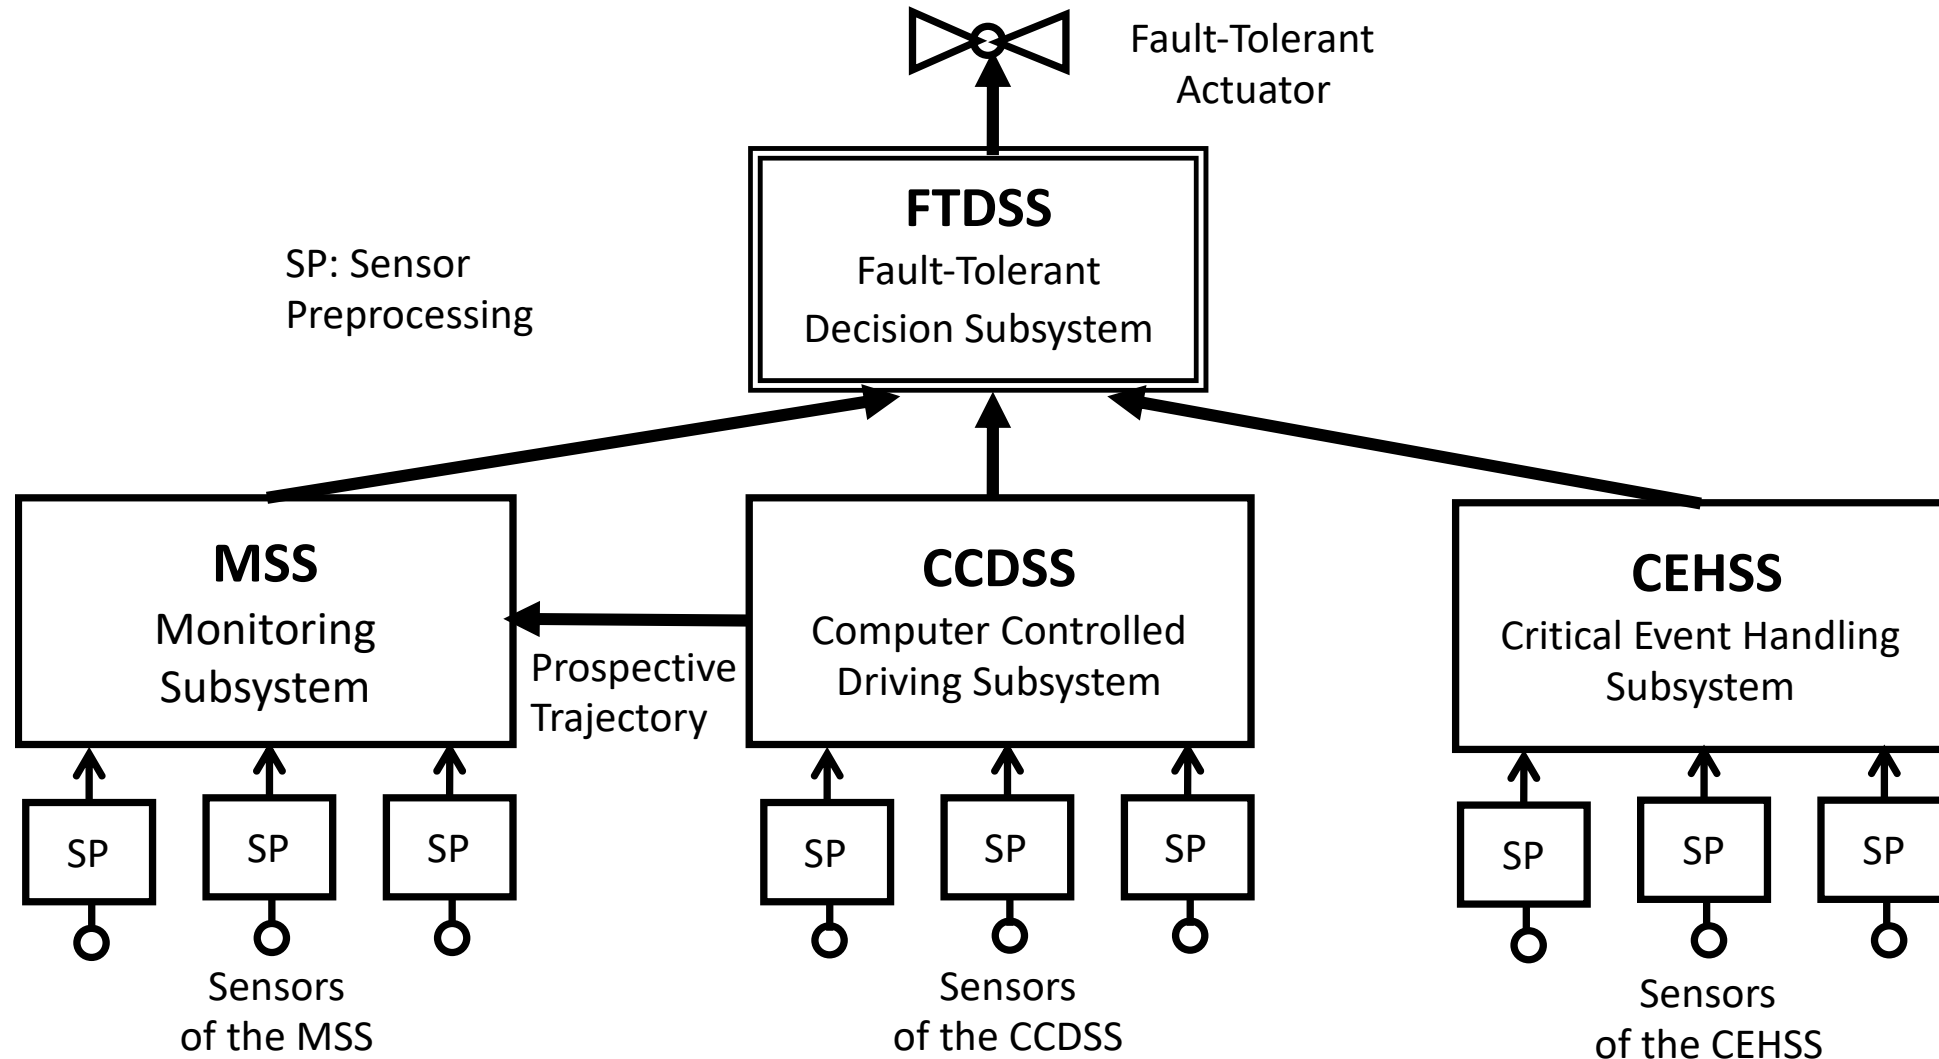 Fault-Tolerant
Actuator
FTDSS
Fault-Tolerant
Decision Subsystem
SP: Sensor
Preprocessing
MSS
Monitoring
Subsystem
Prospective
Trajectory
CCDSS
Computer Controlled
Driving Subsystem
CEHSS
Critical Event Handling
Subsystem
SP
SP
SP
SP
SP
SP
SP
SP
SP
Sensors
of the MSS
Sensors
of the CCDSS
Sensors
of the CEHSS